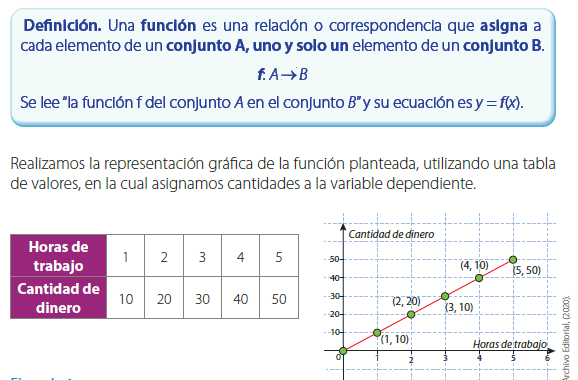 Definición. Una función es una relación o correspondencia que asigna a
cada elemento de un conjunto A, uno y solo un elemento de un conjunto B.
f: A → B
Se lee "la función f del conjunto A en el conjunto B" y su ecuación es y = f(x).
Realizamos la representación gráfica de la función planteada, utilizando una tabla
de valores, en la cual asignamos cantidades a la variable dependiente.
Horas de trabajo 1 2 3 4 5
Cantidad de dinero 10 20 30 40 50
Cantidad de dinero
50
40
30
20
10
0 1 2 3 4 5 6
(1, 10)
(2, 20)
(3, 10)
(4, 10)
(5, 50)
Horas de trabajo
Archivo Editorial, (2020).